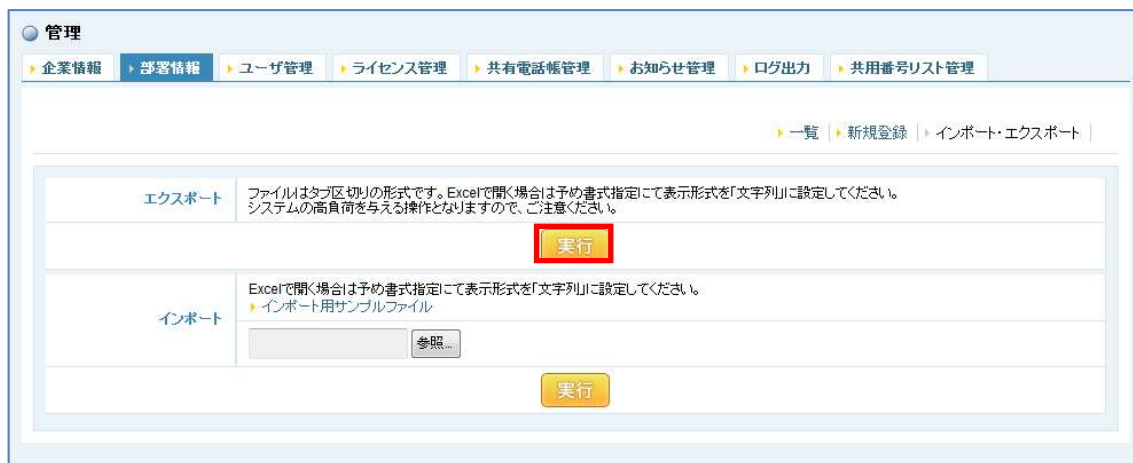 管理
企業情報 部署情報 ユーザ管理 ライセンス管理 共有電話帳管理 お知らせ管理 ログ出力 共用番号リスト管理
一覧 新規登録 インポート・エクスポート
エクスポート
ファイルはタブ区切りの形式です。Excelで開く場合は予め書式指定にて表示形式を「文字列」に設定してください。
システムの高負荷を与える操作となりますので、ご注意ください。
実行
インポート
Excelで開く場合は予め書式指定にて表示形式を「文字列」に設定してください。
インポート用サンプルファイル
参照...
実行